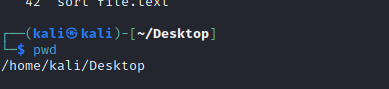 42 sort file.text
┌──(kali㉿kali)-[~/Desktop]
└─$ pwd
/home/kali/Desktop